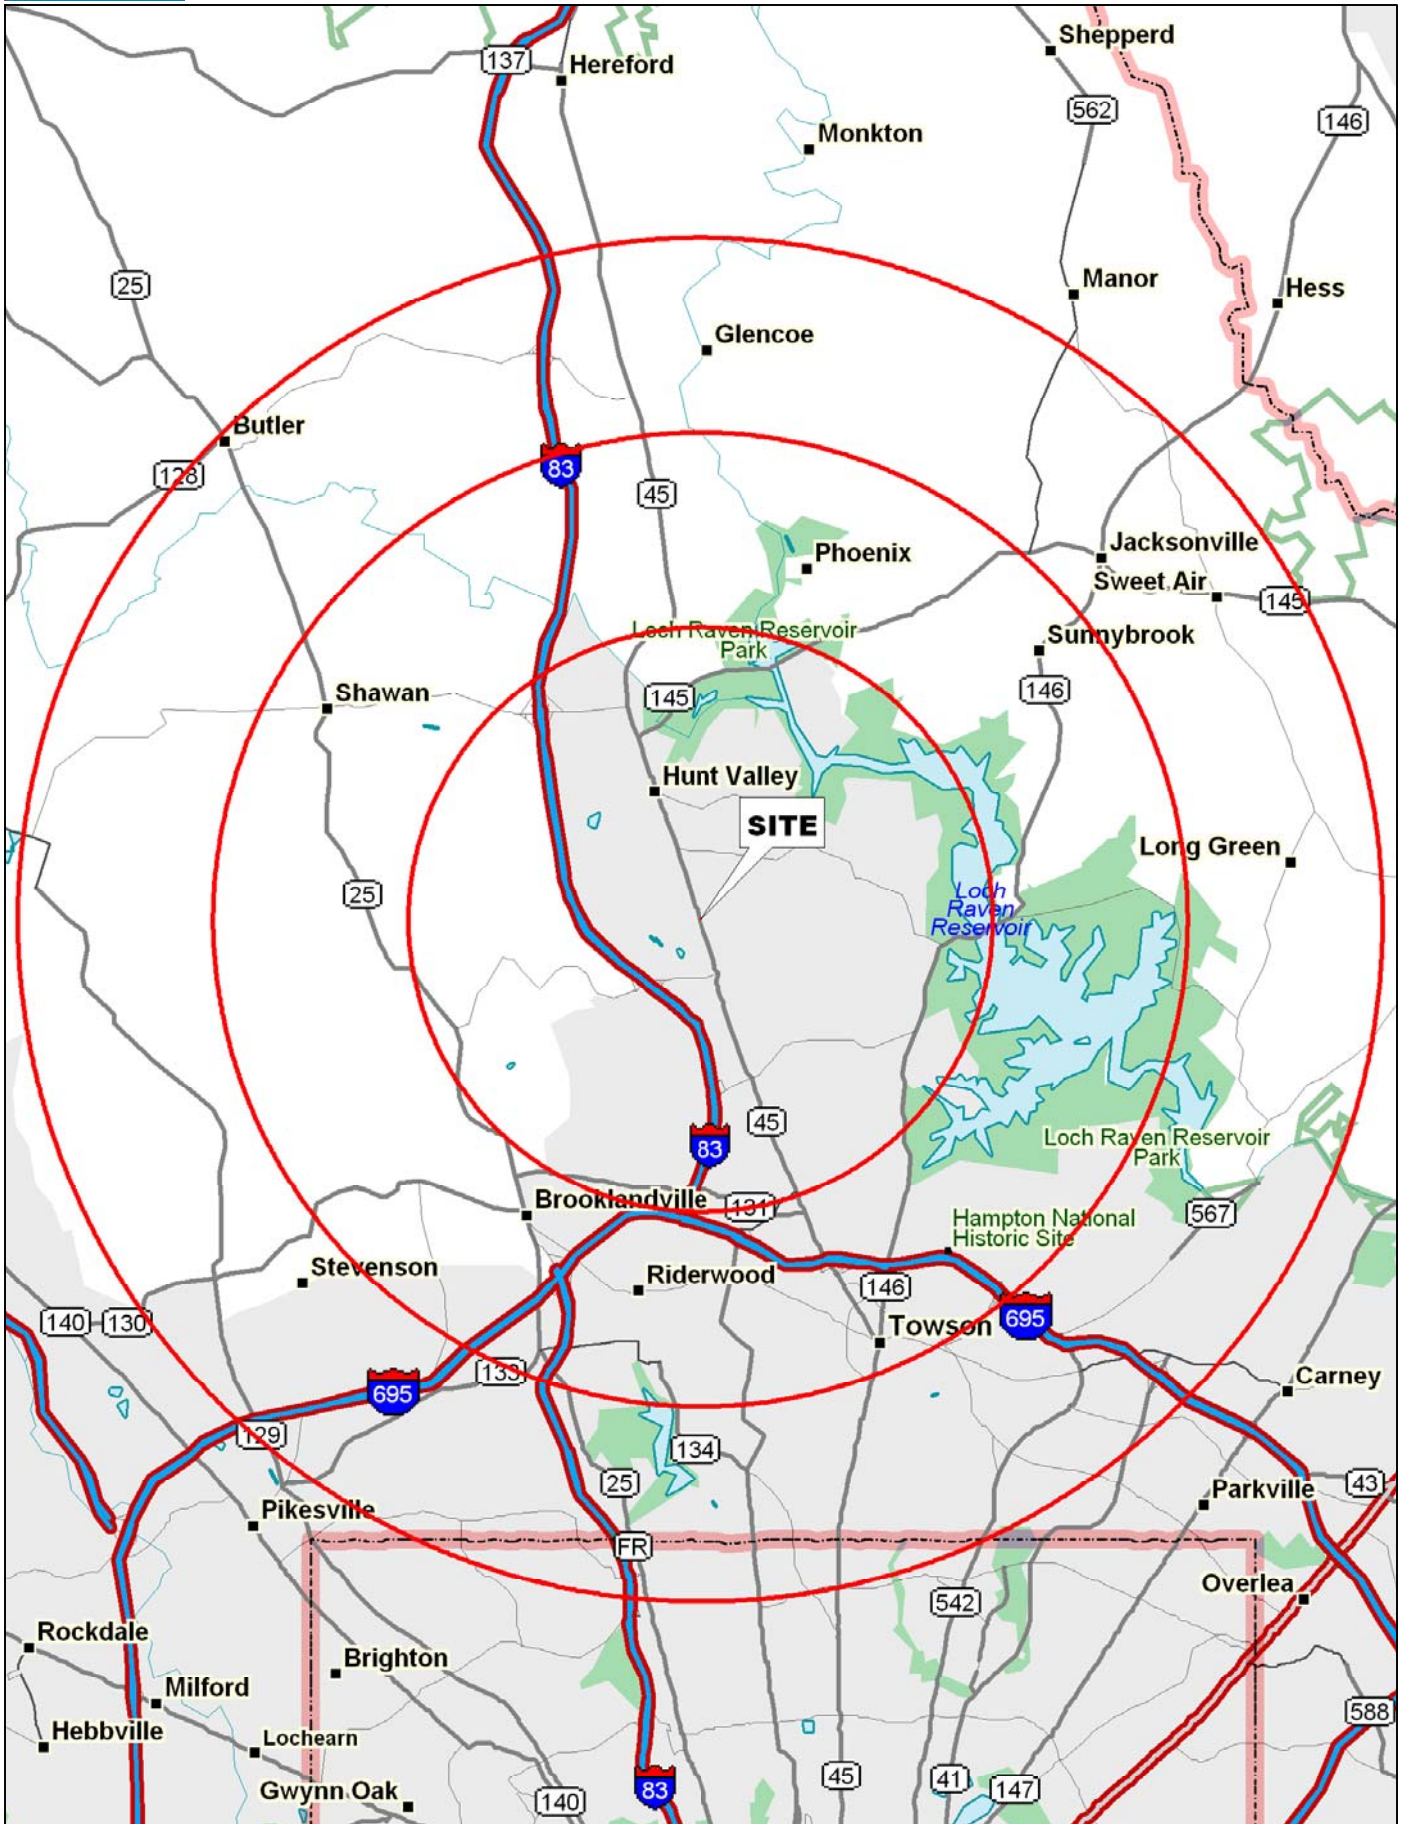 Shepperd
137
Hereford
562
146
Monkton
25
Manor
Hess
Glencoe
Butler
128
83
45
Jacksonville
Phoenix
Sweet Air
145
Loch Raven Reservoir
Park
Sunnybrook
Shawan
145
146
Hunt Valley
SITE
Long Green
25
Loch
Raven
Reservoir
45
83
Loch Raven Reservoir
Park
Brooklandville
131
567
Hampton National
Historic Site
Stevenson
Riderwood
146
140
130
Towson
695
133
695
Carney
129
134
25
43
Pikesville
Parkville
FR
Overlea
542
Rockdale
Brighton
Milford
588
Hebbville
Lochearn
45
41
147
Gwynn Oak
83
140